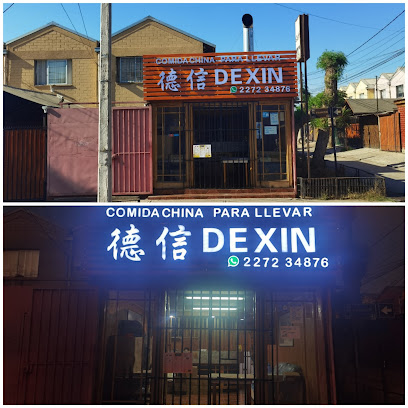 COMIDA CHINA PARA LLEVAR
德信 DEXIN
2272 34876
COMIDA CHINA PARA LLEVAR
德信 DEXIN
2272 34876